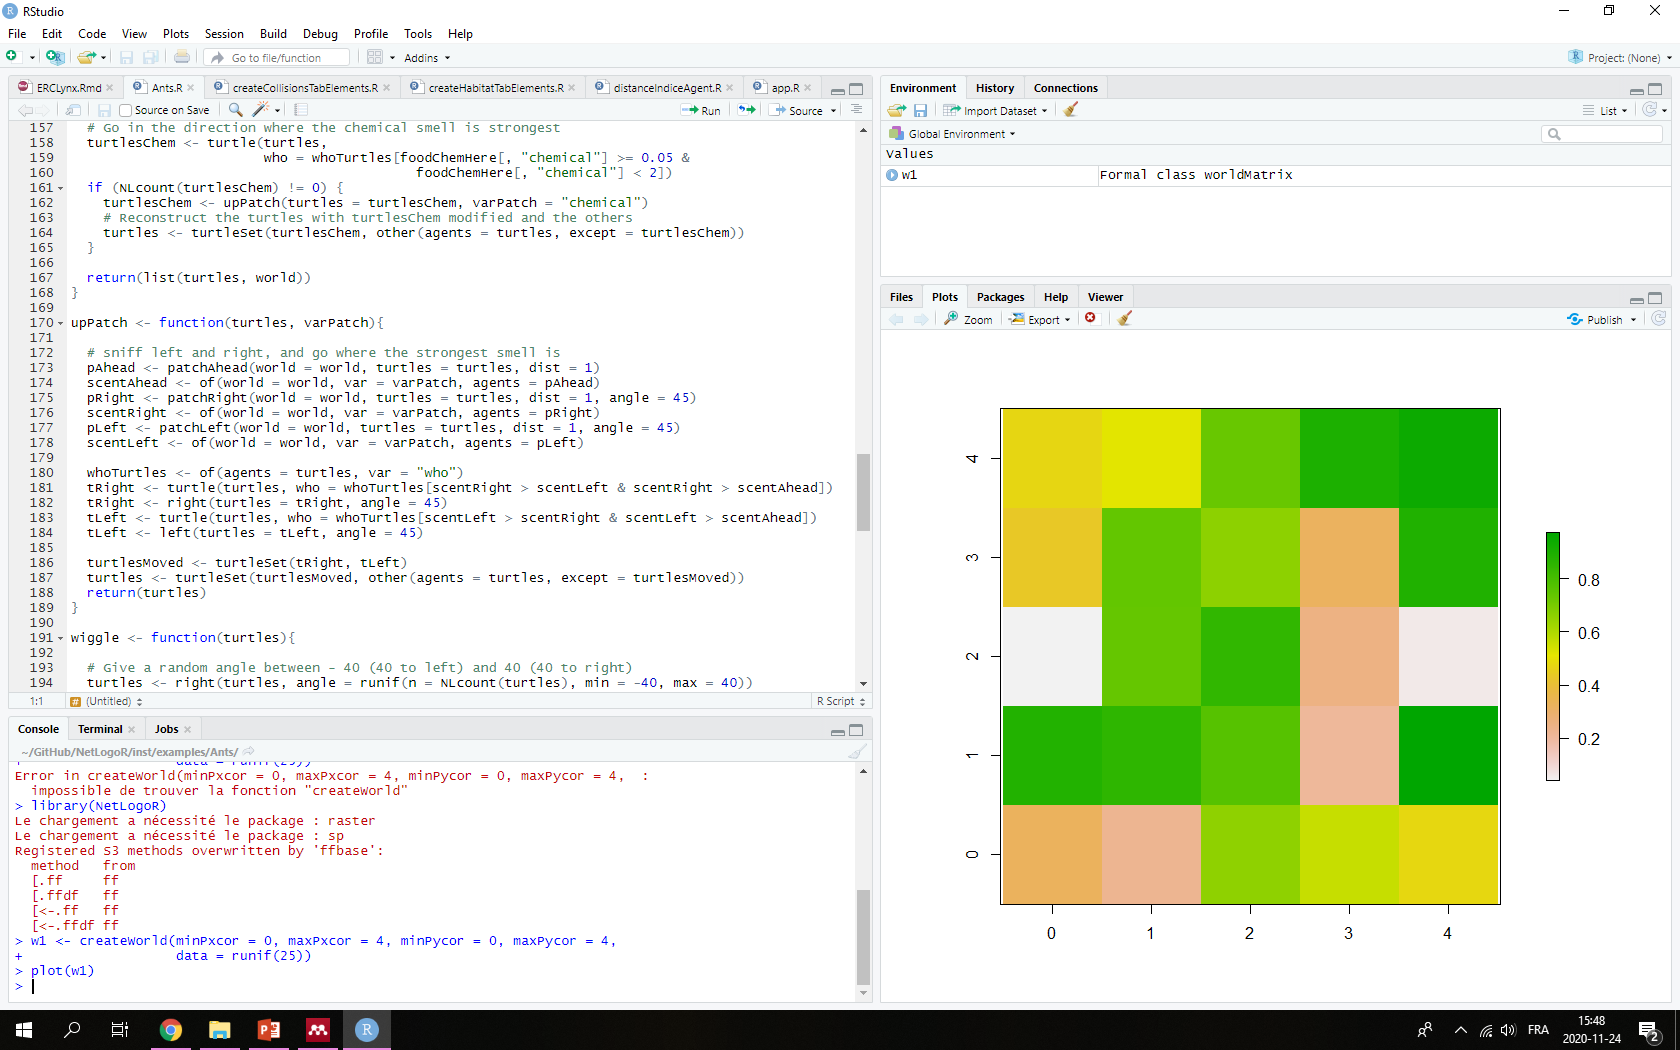 RStudio
File Edit Code View Plots Session Build Debug Profile Tools Help
Go to file/function Addins Project: (None)
ERCLynx.Rmd Ants.R createCollisionsTabElements.R createHabitatTabElements.R distanceIndiceAgent.R app.R
Source on Save Run Source
157 # Go in the direction where the chemical smell is strongest
158 turtlesChem <- turtle(turtles,
159 who = whoTurtles[foodChemHere[, "chemical"] >= 0.05 &
160 foodChemHere[, "chemical"] < 2])
161 if (NLcount(turtlesChem) != 0) {
162 turtlesChem <- upPatch(turtles = turtlesChem, varPatch = "chemical")
163 # Reconstruct the turtles with turtlesChem modified and the others
164 turtles <- turtleSet(turtlesChem, other(agents = turtles, except = turtlesChem))
165 }
166
167 return(list(turtles, world))
168 }
169
170 upPatch <- function(turtles, varPatch){
171
172 # sniff left and right, and go where the strongest smell is
173 pAhead <- patchAhead(world = world, turtles = turtles, dist = 1)
174 scentAhead <- of(world = world, var = varPatch, agents = pAhead)
175 pRight <- patchRight(world = world, turtles = turtles, dist = 1, angle = 45)
176 scentRight <- of(world = world, var = varPatch, agents = pRight)
177 pLeft <- patchLeft(world = world, turtles = turtles, dist = 1, angle = 45)
178 scentLeft <- of(world = world, var = varPatch, agents = pLeft)
179
180 whoTurtles <- of(agents = turtles, var = "who")
181 tRight <- turtle(turtles, who = whoTurtles[scentRight > scentLeft & scentRight > scentAhead])
182 tRight <- right(turtles = tRight, angle = 45)
183 tLeft <- turtle(turtles, who = whoTurtles[scentLeft > scentRight & scentLeft > scentAhead])
184 tLeft <- left(turtles = tLeft, angle = 45)
185
186 turtlesMoved <- turtleSet(tRight, tLeft)
187 turtles <- turtleSet(turtlesMoved, other(agents = turtles, except = turtlesMoved))
188 return(turtles)
189 }
190
191 wiggle <- function(turtles){
192
193 # Give a random angle between - 40 (40 to left) and 40 (40 to right)
194 turtles <- right(turtles, angle = runif(n = NLcount(turtles), min = -40, max = 40))
1:1 # (Untitled) R Script
Console Terminal Jobs
~/GitHub/NetLogoR/inst/examples/Ants/
+ data = runif(25))
Error in createWorld(minPxcor = 0, maxPxcor = 4, minPycor = 0, maxPycor = 4, :
impossible de trouver la fonction "createWorld"
> library(NetLogoR)
Le chargement a nécessité le package : raster
Le chargement a nécessité le package : sp
Registered S3 methods overwritten by 'ffbase':
method from
[.ff ff
[.ffdf ff
[<-.ff ff
[<-.ffdf ff
> w1 <- createWorld(minPxcor = 0, maxPxcor = 4, minPycor = 0, maxPycor = 4,
+ data = runif(25))
> plot(w1)
>
Environment History Connections
Import Dataset List
Global Environment
Values
w1 Formal class worldMatrix
Files Plots Packages Help Viewer
Zoom Export Publish
4
3
2
1
0
0 1 2 3 4
0.8
0.6
0.4
0.2
P R FRA 15:48
2020-11-24 2